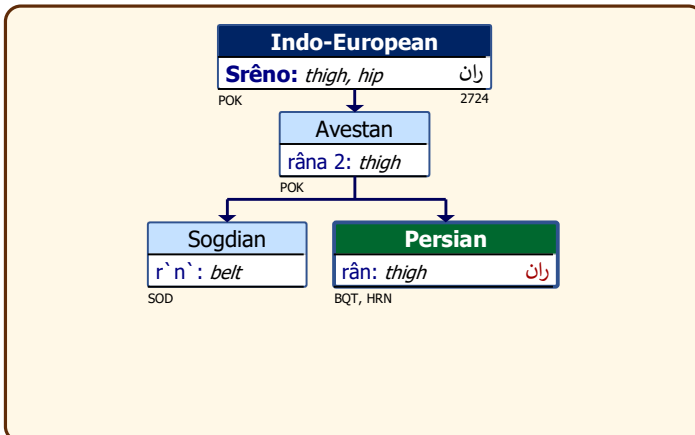 Indo-European
Srêno: thigh, hip ران
POK 2724
Avestan
râna 2: thigh
POK
Sogdian
r`n`: belt
SOD
Persian
rân: thigh ران
BQT, HRN